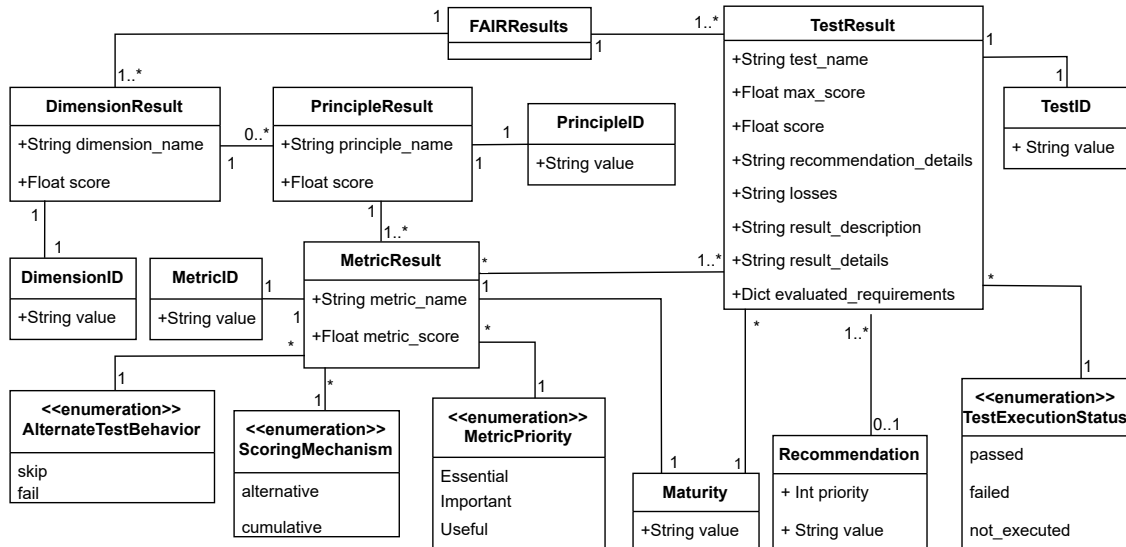 FAIRResults
1
1
1..*
1..*
TestResult
+String test_name
+Float max_score
+Float score
+String recommendation_details
+String losses
+String result_description
+String result_details
+Dict evaluated_requirements
1
1
TestID
+ String value
DimensionResult
+String dimension_name
+Float score
0..*
1
PrincipleResult
+String principle_name
+Float score
1
1
PrincipleID
+String value
1
1
DimensionID
+String value
1
1..*
MetricID
+String value
1
1
MetricResult
+String metric_name
+Float metric_score
*
1..*
1
*
*
*
*
1..*
*
1
<<enumeration>>
AlternateTestBehavior
skip
fail
1
<<enumeration>>
ScoringMechanism
alternative
cumulative
1
<<enumeration>>
MetricPriority
Essential
Important
Useful
1
1
Maturity
+String value
0..1
Recommendation
+ Int priority
+ String value
1
<<enumeration>>
TestExecutionStatus
passed
failed
not_executed